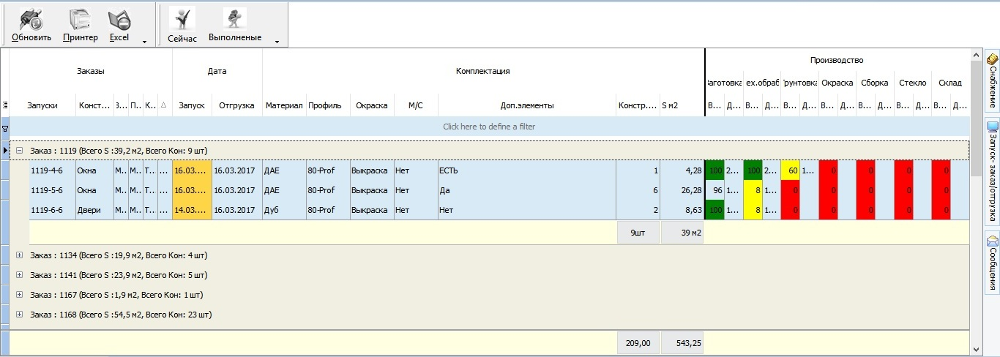 Обновить Принтер Excel Сейчас Выполненые
Производство
Заказы Дата Комплектация
Заготовка Тех.обраб Грунтовка Окраска Сборка Стекло Склад
Запуски Конст... З... П... К... Запуск Отгрузка Материал Профиль Окраска М/С Доп.элементы Констр.... S м2 В... Д... В... Д... В... Д... В... Д... В... Д... В... Д... В... Д...
Click here to define a filter
Заказ : 1119 (Всего S :39,2 м2, Всего Кон: 9 шт)
1119-4-6 Окна М... М... Т... ... 16.03.... 16.03.2017 ДАЕ 80-Prof Выкраска Нет ЕСТЬ 1 4,28 100 2... 100 2... 60 1... 0 0 0 0
1119-5-6 Окна М... М... Т... ... 16.03.... 16.03.2017 ДАЕ 80-Prof Выкраска Нет Да 6 26,28 96 1... 8 1... 0 0 0 0 0
1119-6-6 Двери М... М... Т... ... 14.03.... 16.03.2017 Дуб 80-Prof Выкраска Нет Нет 2 8,63 100 1... 8 1... 0 0 0 0 0
9шт 39 м2
Заказ : 1134 (Всего S :19,9 м2, Всего Кон: 4 шт)
Заказ : 1141 (Всего S :23,9 м2, Всего Кон: 5 шт)
Заказ : 1167 (Всего S :1,9 м2, Всего Кон: 1 шт)
Заказ : 1168 (Всего S :54,5 м2, Всего Кон: 23 шт)
209,00 543,25
Снабжение
Запуск- заказ/отгрузка
Сообщения